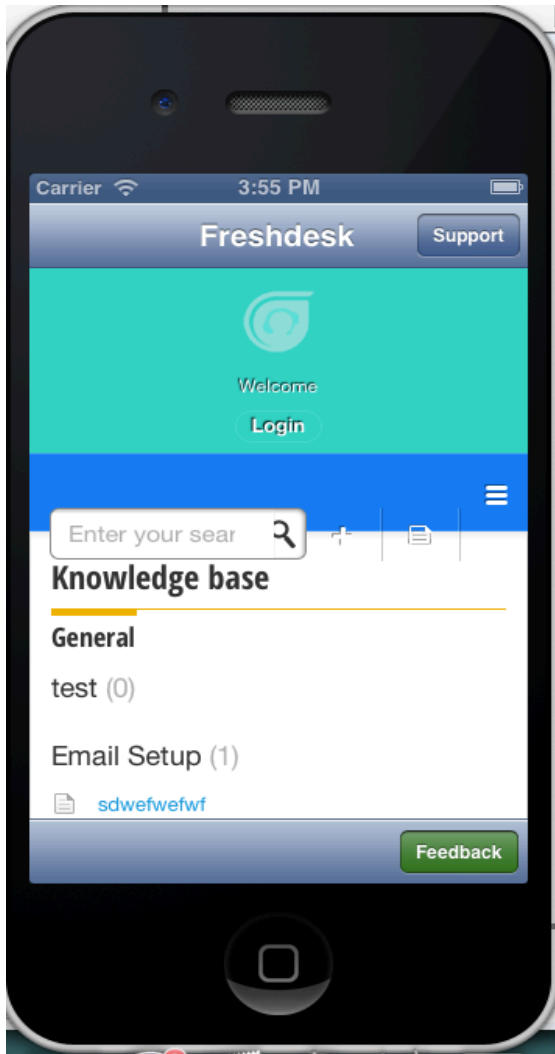 Carrier 3:55 PM
Freshdesk Support
Welcome
Login
Enter your sear
Knowledge base
General
test (0)
Email Setup (1)
sdwefwefwf
Feedback